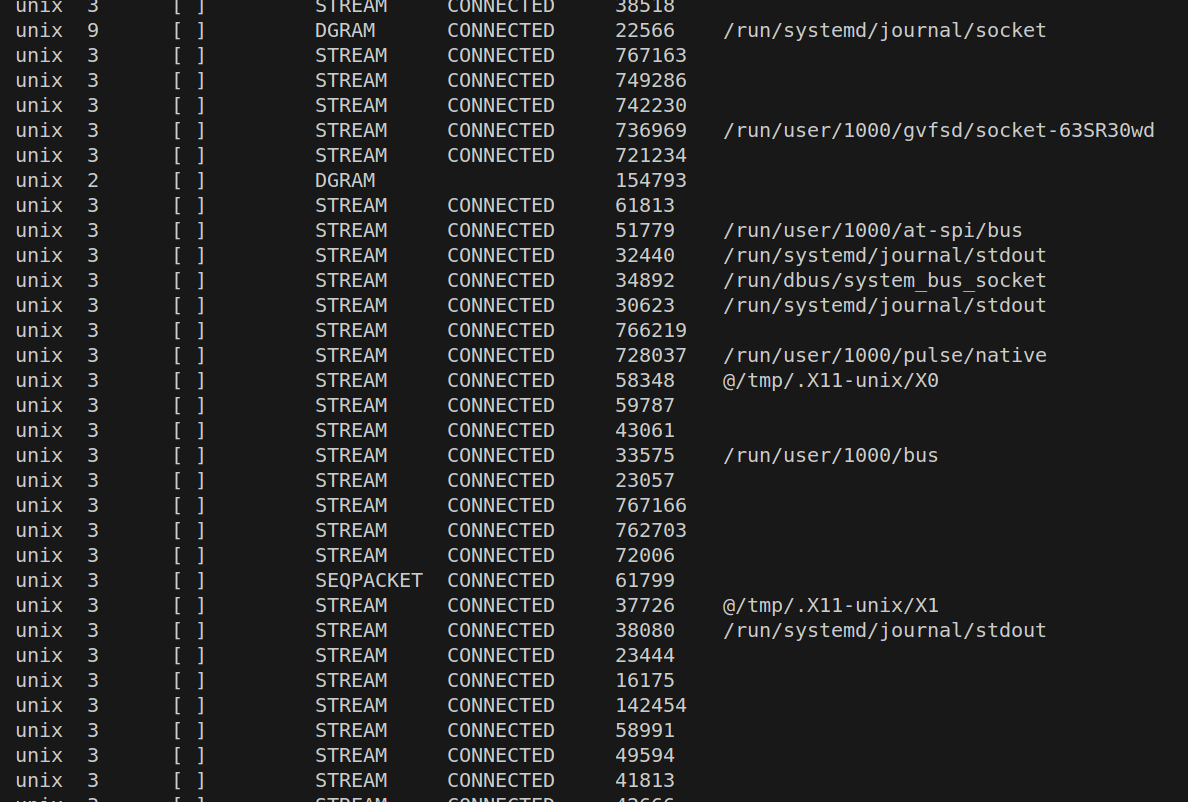 unix  3      [ ]         STREAM     CONNECTED     38518
unix  9      [ ]         DGRAM      CONNECTED     22566    /run/systemd/journal/socket
unix  3      [ ]         STREAM     CONNECTED     767163
unix  3      [ ]         STREAM     CONNECTED     749286
unix  3      [ ]         STREAM     CONNECTED     742230
unix  3      [ ]         STREAM     CONNECTED     736969   /run/user/1000/gvfsd/socket-63SR30wd
unix  3      [ ]         STREAM     CONNECTED     721234
unix  2      [ ]         DGRAM                    154793
unix  3      [ ]         STREAM     CONNECTED     61813
unix  3      [ ]         STREAM     CONNECTED     51779    /run/user/1000/at-spi/bus
unix  3      [ ]         STREAM     CONNECTED     32440    /run/systemd/journal/stdout
unix  3      [ ]         STREAM     CONNECTED     34892    /run/dbus/system_bus_socket
unix  3      [ ]         STREAM     CONNECTED     30623    /run/systemd/journal/stdout
unix  3      [ ]         STREAM     CONNECTED     766219
unix  3      [ ]         STREAM     CONNECTED     728037   /run/user/1000/pulse/native
unix  3      [ ]         STREAM     CONNECTED     58348    @/tmp/.X11-unix/X0
unix  3      [ ]         STREAM     CONNECTED     59787
unix  3      [ ]         STREAM     CONNECTED     43061
unix  3      [ ]         STREAM     CONNECTED     33575    /run/user/1000/bus
unix  3      [ ]         STREAM     CONNECTED     23057
unix  3      [ ]         STREAM     CONNECTED     767166
unix  3      [ ]         STREAM     CONNECTED     762703
unix  3      [ ]         STREAM     CONNECTED     72006
unix  3      [ ]         SEQPACKET  CONNECTED     61799
unix  3      [ ]         STREAM     CONNECTED     37726    @/tmp/.X11-unix/X1
unix  3      [ ]         STREAM     CONNECTED     38080    /run/systemd/journal/stdout
unix  3      [ ]         STREAM     CONNECTED     23444
unix  3      [ ]         STREAM     CONNECTED     16175
unix  3      [ ]         STREAM     CONNECTED     142454
unix  3      [ ]         STREAM     CONNECTED     58991
unix  3      [ ]         STREAM     CONNECTED     49594
unix  3      [ ]         STREAM     CONNECTED     41813